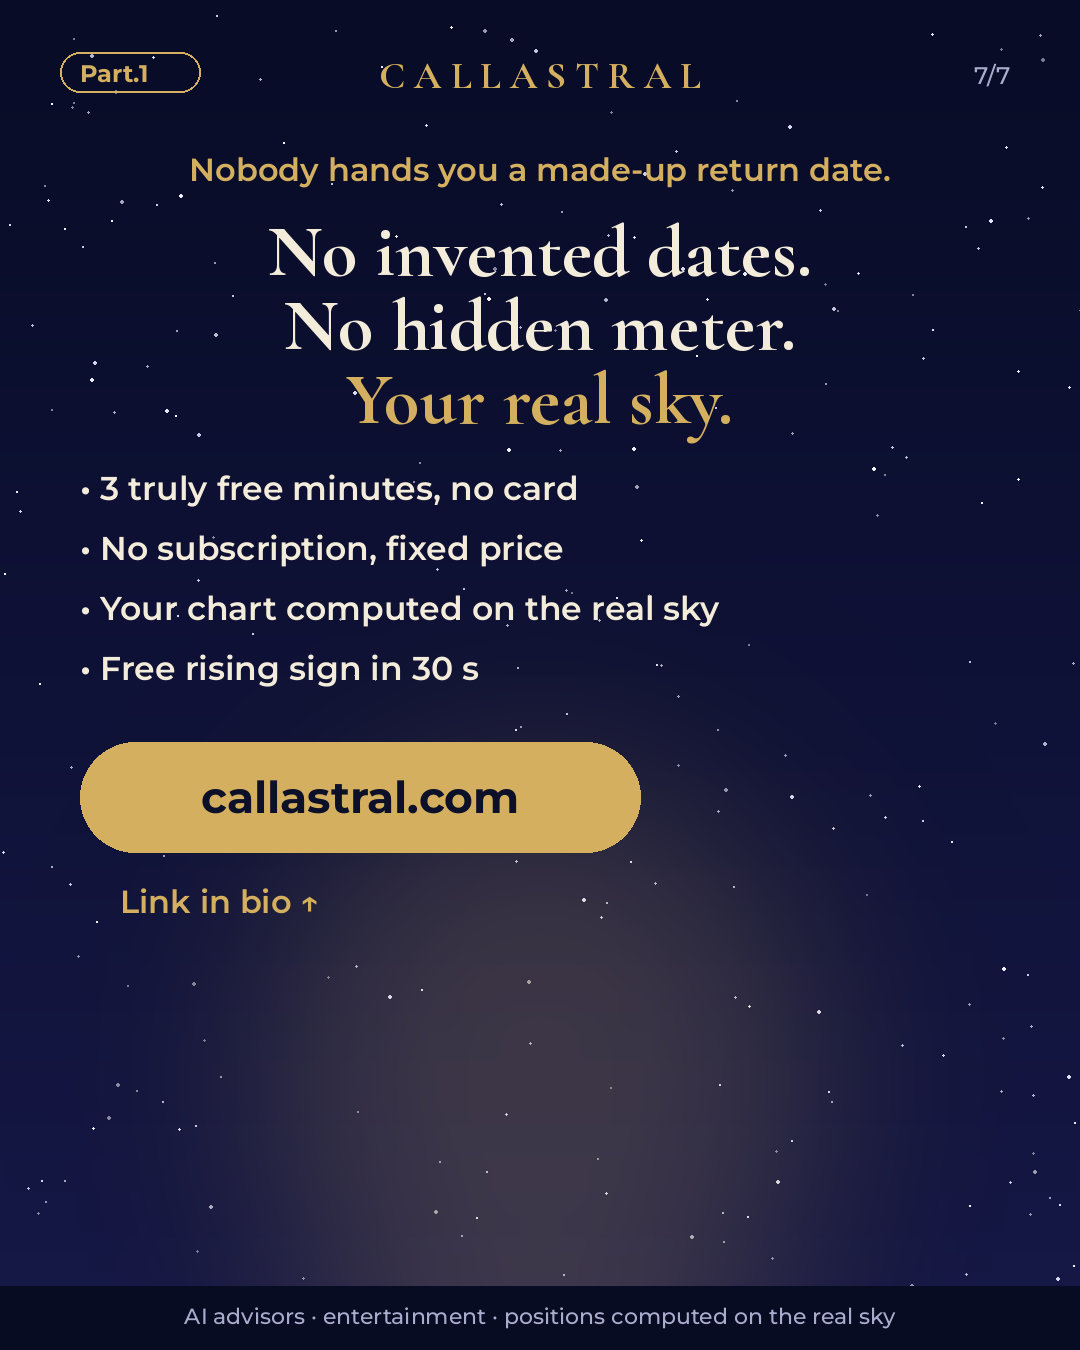 Part.1
CALLASTRAL
7/7
Nobody hands you a made-up return date.
No invented dates.
No hidden meter.
Your real sky.
• 3 truly free minutes, no card
• No subscription, fixed price
• Your chart computed on the real sky
• Free rising sign in 30 s
callastral.com
Link in bio ↑
AI advisors · entertainment · positions computed on the real sky